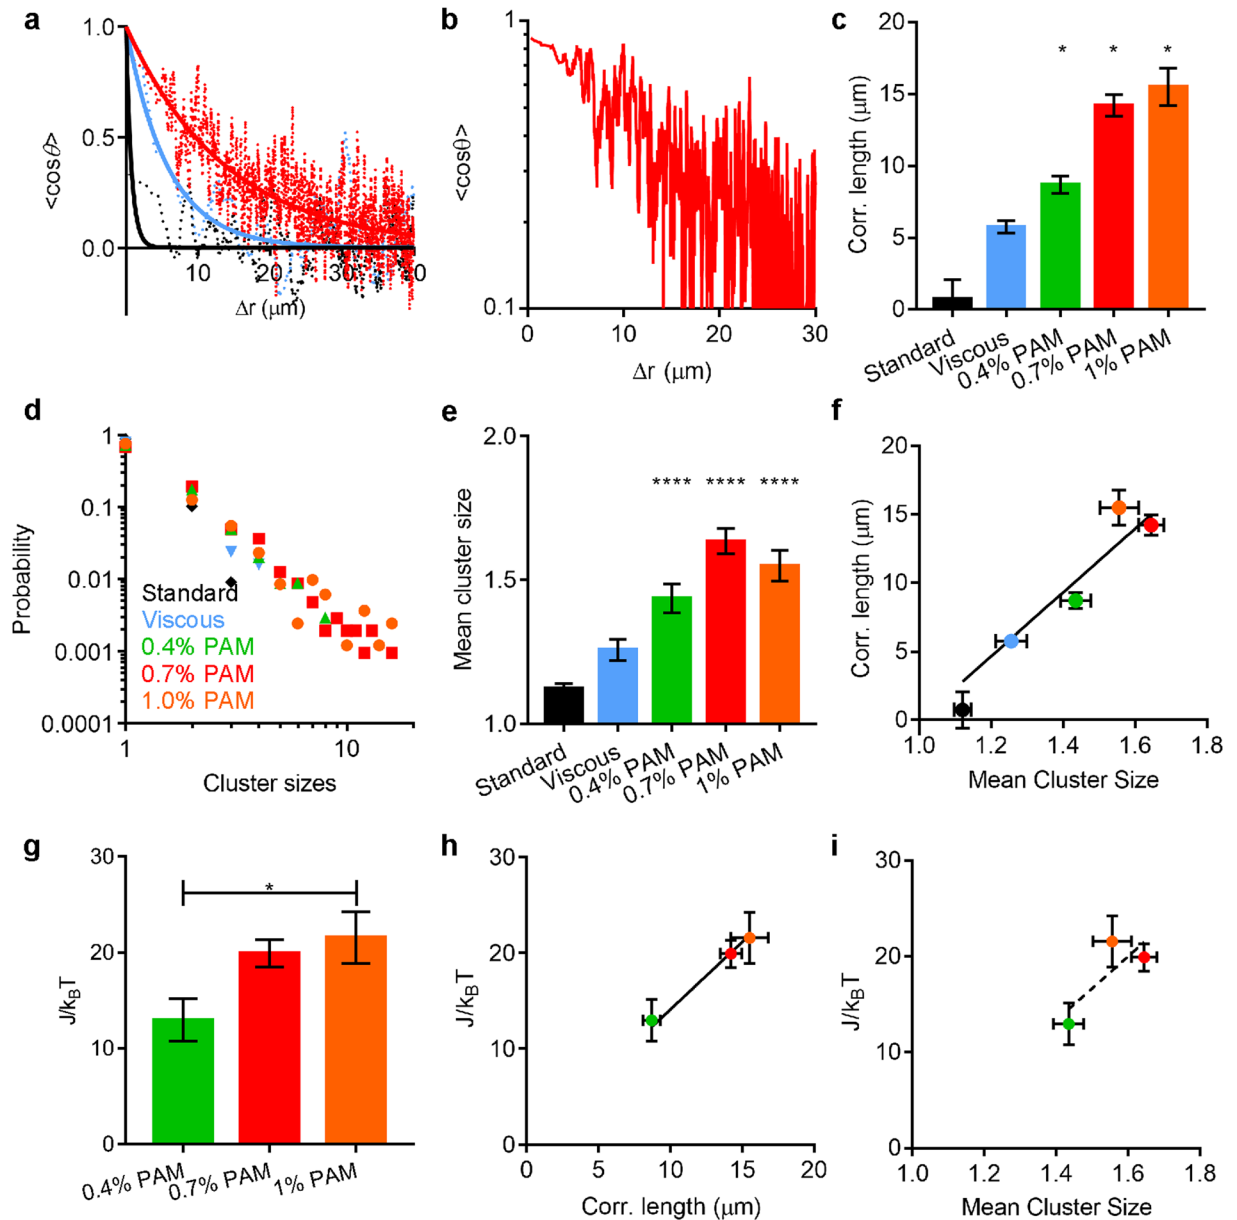 a
1.0
0.5
0.0
<cosθ>
10
20
30
Δr (μm)
b
1
0.1
<cosθ>
0
10
20
30
Δr (μm)
c
20
15
10
5
0
Corr. length (μm)
*
*
*
Standard
Viscous
0.4% PAM
0.7% PAM
1% PAM
d
1
0.1
0.01
0.001
0.0001
Probability
Standard
Viscous
0.4% PAM
0.7% PAM
1.0% PAM
1
10
Cluster sizes
e
2.0
1.5
1.0
Mean cluster size
****
****
****
Standard
Viscous
0.4% PAM
0.7% PAM
1% PAM
f
20
15
10
5
0
Corr. length (μm)
1.0
1.2
1.4
1.6
1.8
Mean Cluster Size
g
30
20
10
0
J/kBT
*
0.4% PAM
0.7% PAM
1% PAM
h
30
20
10
0
J/kBT
0
5
10
15
20
Corr. length (μm)
i
30
20
10
0
J/kBT
1.0
1.2
1.4
1.6
1.8
Mean Cluster Size